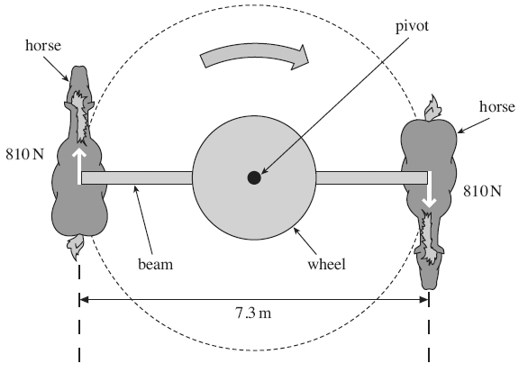 pivot
horse
horse
810 N
810 N
beam
wheel
7.3 m